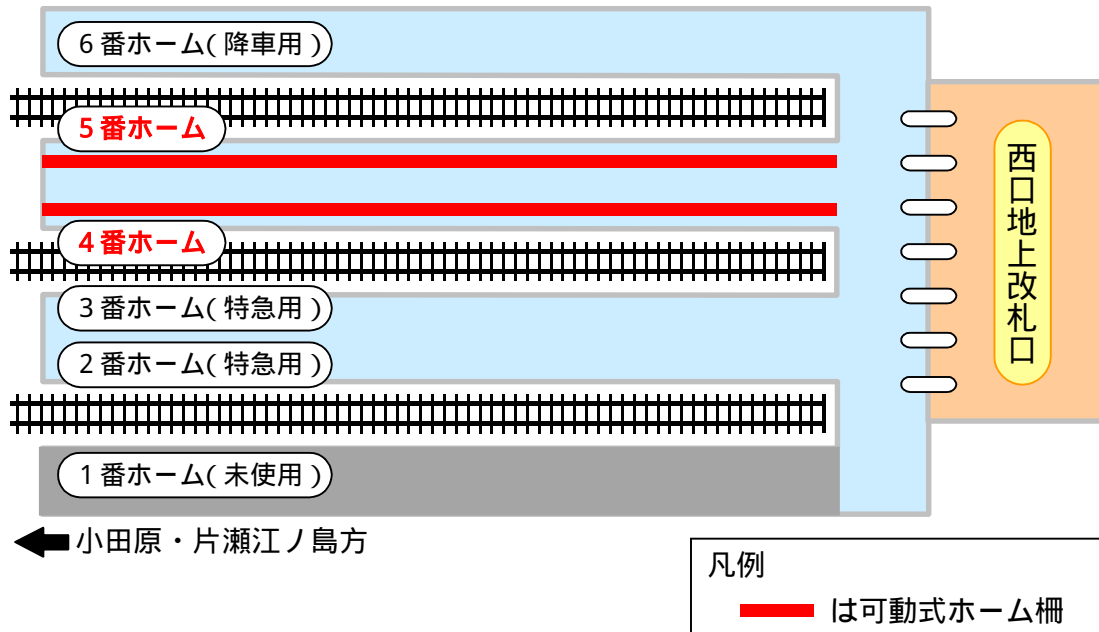 6番ホーム(降車用)
5番ホーム
4番ホーム
3番ホーム(特急用)
2番ホーム(特急用)
1番ホーム(未使用)
西口地上改札口
小田原・片瀬江ノ島方
凡例
は可動式ホーム柵